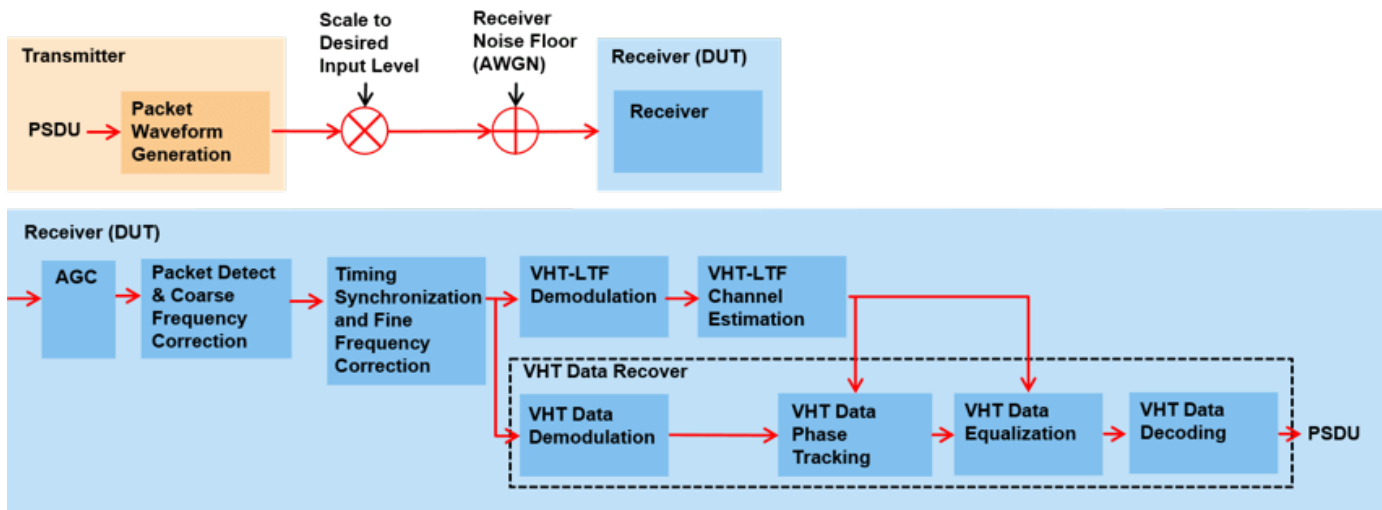 Transmitter
PSDU
Packet
Waveform
Generation
Scale to
Desired
Input Level
Receiver
Noise Floor
(AWGN)
Receiver (DUT)
Receiver
Receiver (DUT)
AGC
Packet Detect
& Coarse
Frequency
Correction
Timing
Synchronization
and Fine
Frequency
Correction
VHT-LTF
Demodulation
VHT-LTF
Channel
Estimation
VHT Data Recover
VHT Data
Demodulation
VHT Data
Phase
Tracking
VHT Data
Equalization
VHT Data
Decoding
PSDU